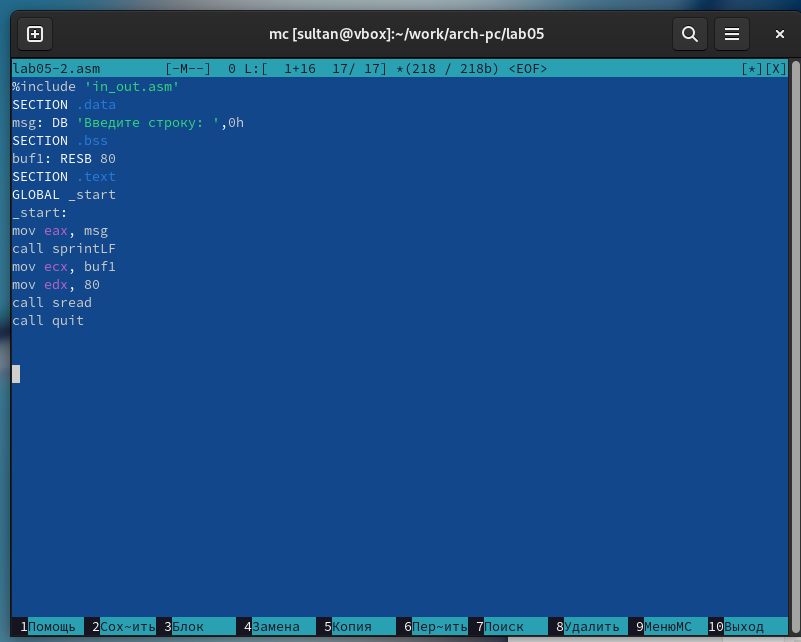 mc [sultan@vbox]:~/work/arch-pc/lab05
lab05-2.asm [-M--] 0 L:[ 1+16 17/ 17] *(218 / 218b) <EOF> [*][X]
%include 'in_out.asm'
SECTION .data
msg: DB 'Введите строку: ',0h
SECTION .bss
buf1: RESB 80
SECTION .text
GLOBAL _start
_start:
mov eax, msg
call sprintLF
mov ecx, buf1
mov edx, 80
call sread
call quit
1Помощь 2Сох~ить 3Блок 4Замена 5Копия 6Пер~ить 7Поиск 8Удалить 9МенюМС 10Выход